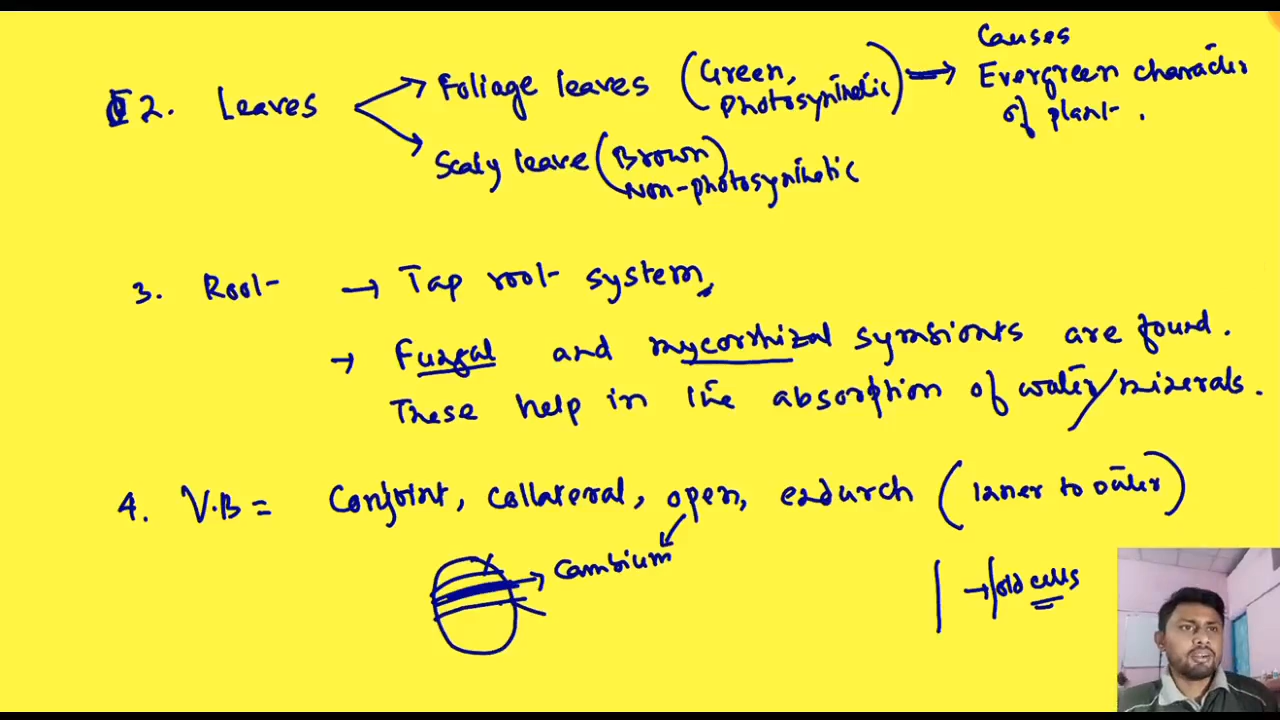 Causes
2. Leaves Foliage leaves (Green, Photosynthetic) → Evergreen character of plant.
Scaly leave (Brown Non-photosynthetic
3. Root → Tap root system,
→ Fungal and mycorrhizal symbionts are found.
These help in the absorption of water/minerals.
4. V.B = Conjoint, collateral, open, endarch (inner to outer)
Cambium
→ old cells